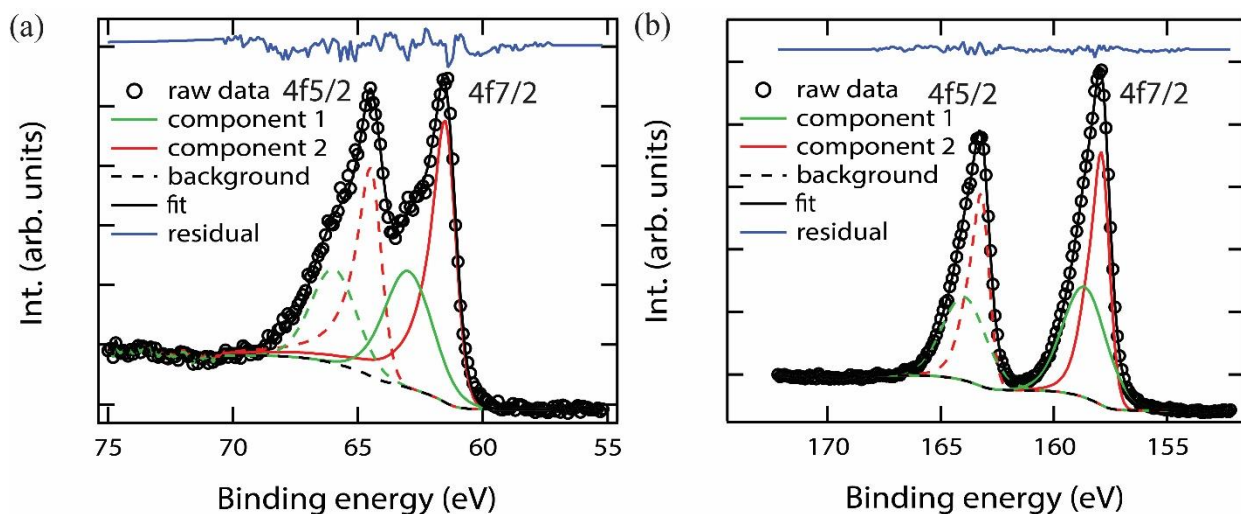 (a)
raw data
component 1
component 2
background
fit
residual
4f5/2
4f7/2
Int. (arb. units)
75
70
65
60
55
Binding energy (eV)
(b)
raw data
component 1
component 2
background
fit
residual
4f5/2
4f7/2
Int. (arb. units)
170
165
160
155
Binding energy (eV)